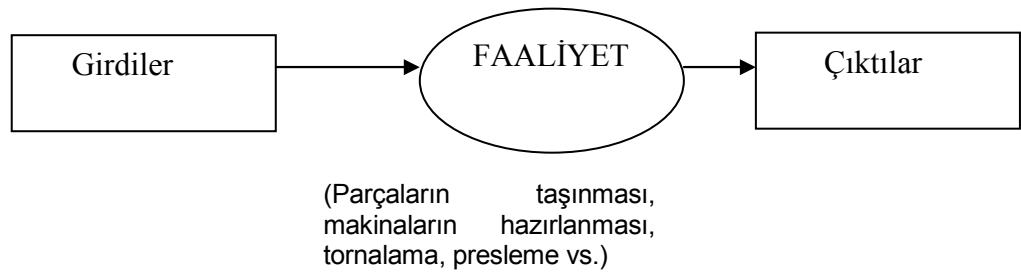 Girdiler
FAALİYET
Çıktılar
(Parçaların taşınması,
makinaların hazırlanması,
tornalama, presleme vs.)